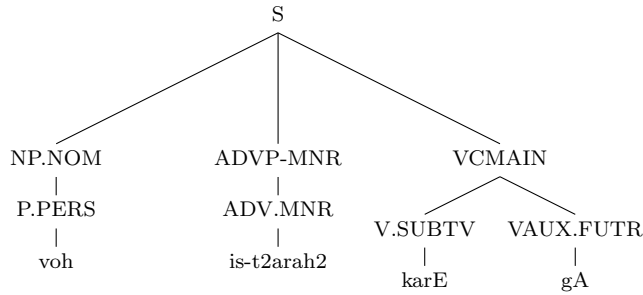 S
NP.NOM ADVP-MNR VCMAIN
P.PERS ADV.MNR V.SUBTV VAUX.FUTR
voh is-t2arah2 karE gA